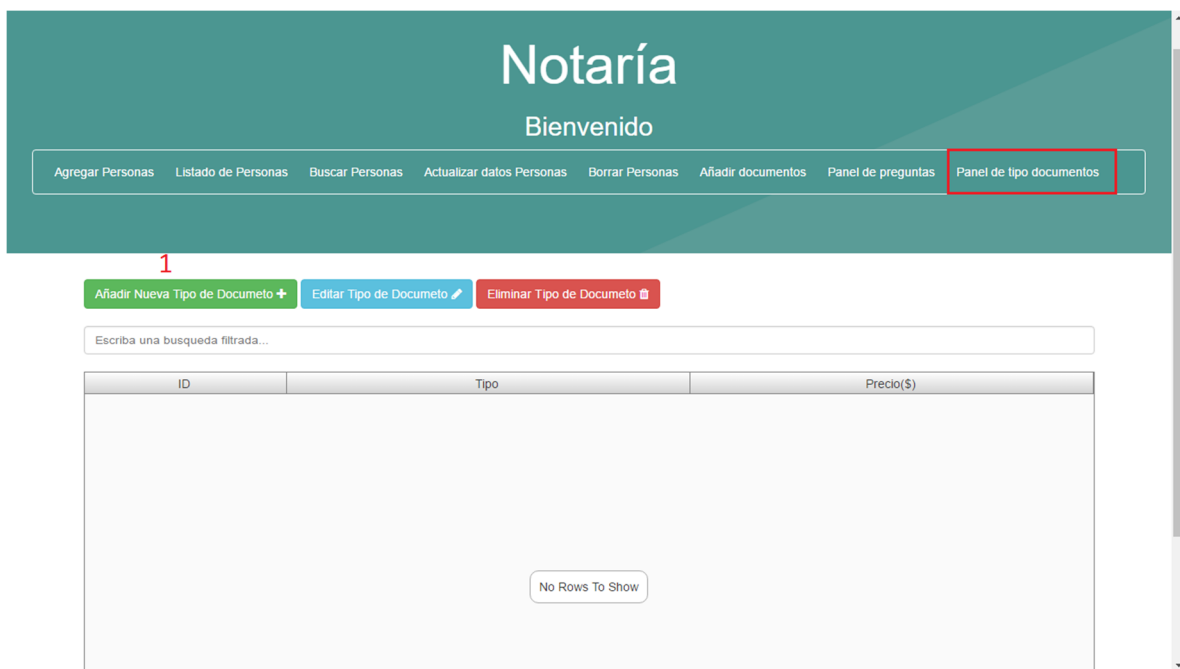 Notaría
Bienvenido
Agregar Personas Listado de Personas Buscar Personas Actualizar datos Personas Borrar Personas Añadir documentos Panel de preguntas Panel de tipo documentos
1
Añadir Nueva Tipo de Documeto Editar Tipo de Documeto Eliminar Tipo de Documeto
Escriba una busqueda filtrada...
ID Tipo Precio($)
No Rows To Show